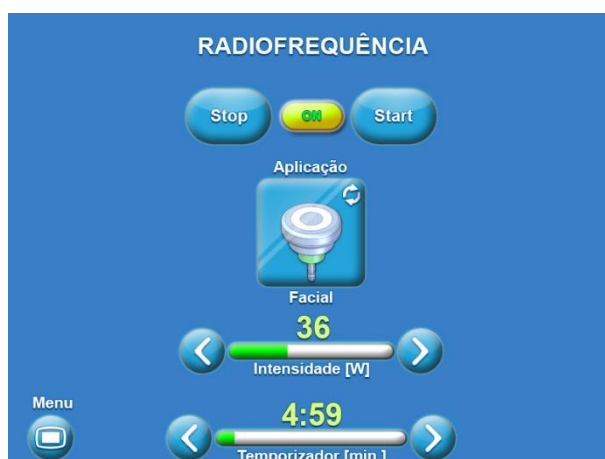 RADIOFREQUÊNCIA
Stop ON Start
Aplicação
Facial
36
Intensidade [W]
Menu
4:59
Temporizador [min.]